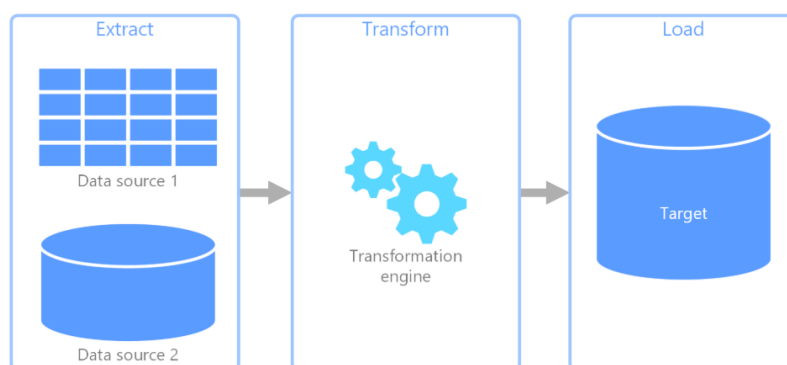 Extract
Data source 1
Data source 2
Transform
Transformation
engine
Load
Target